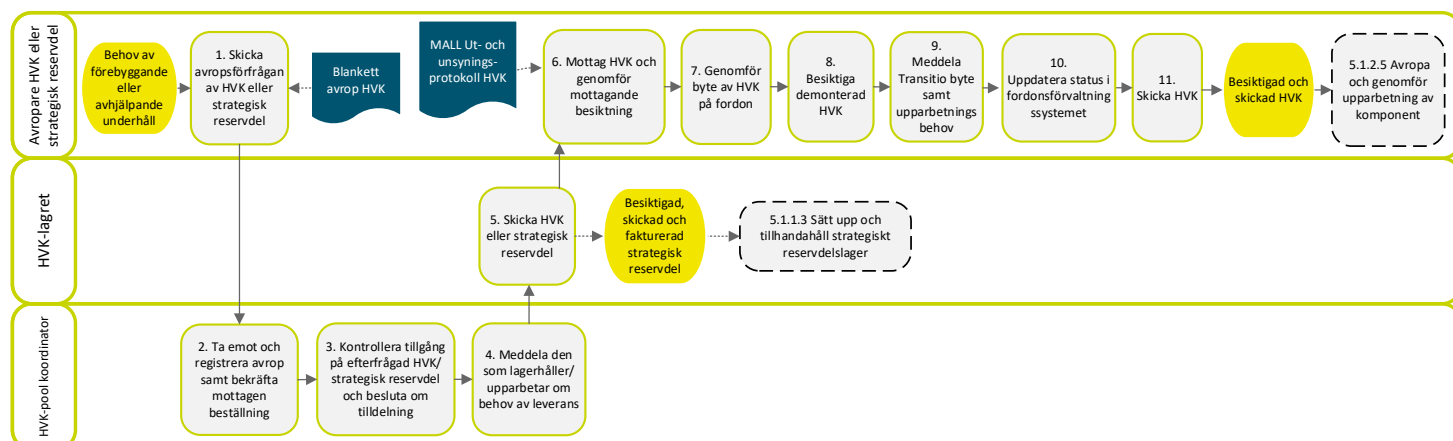 Avropare HVK eller
strategisk reservdel
Behov av
förebyggande
eller
avhjälpande
underhåll
1. Skicka
avropsförfrågan
av HVK eller
strategisk
reservdel
Blankett
avrop HVK
MALL Ut- och
unsynings-
protokoll HVK
6. Mottag HVK och
genomför
mottagande
besiktning
7. Genomför
byte av HVK
på fordon
8.
Besiktiga
demonterad
HVK
9.
Meddela
Transitio byte
samt
upparbetnings
behov
10.
Uppdatera status i
fordonsförvaltning
ssystemet
11.
Skicka HVK
Besiktigad och
skickad HVK
5.1.2.5 Avropa
och genomför
upparbetning av
komponent
HVK-lagret
5. Skicka HVK
eller strategisk
reservdel
Besiktigad,
skickad och
fakturerad
strategisk
reservdel
5.1.1.3 Sätt upp och
tillhandahåll strategiskt
reservdelslager
HVK-pool koordinator
2. Ta emot och
registrera avrop
samt bekräfta
mottagen
beställning
3. Kontrollera tillgång
på efterfrågad HVK/
strategisk reservdel
och besluta om
tilldelning
4. Meddela den
som lagerhåller/
upparbetar om
behov av leverans